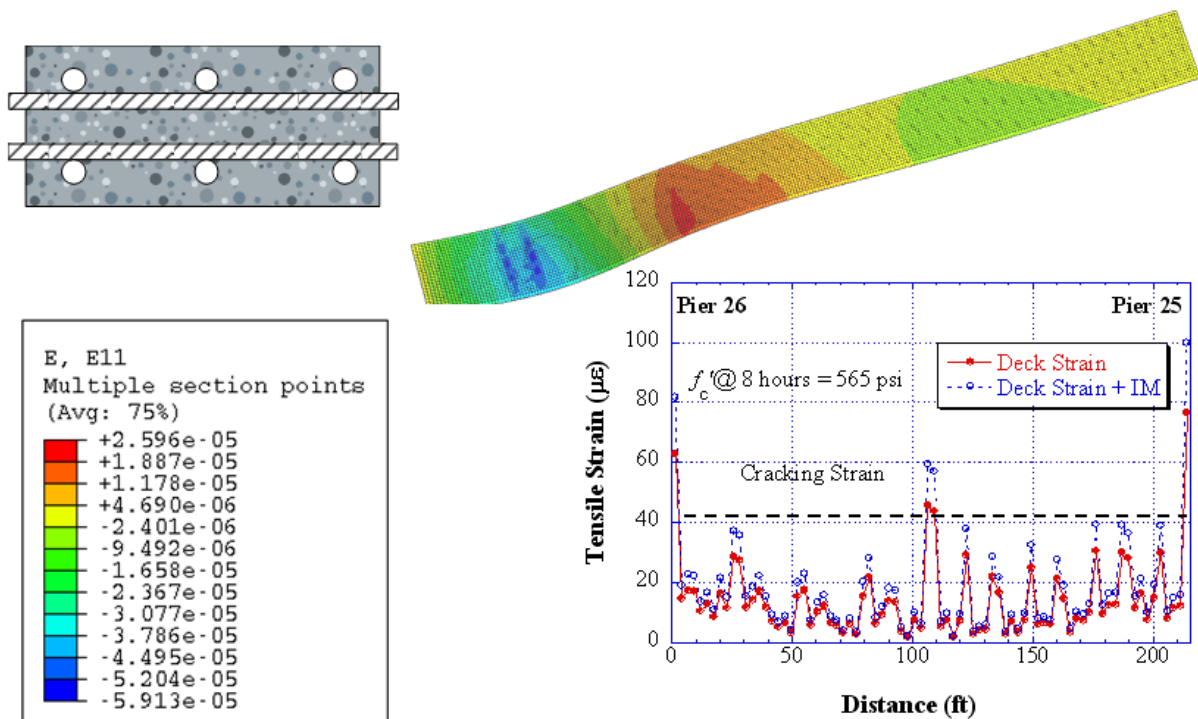 E, E11
Multiple section points
(Avg: 75%)
+2.596e-05
+1.887e-05
+1.178e-05
+4.690e-06
-2.401e-06
-9.492e-06
-1.658e-05
-2.367e-05
-3.077e-05
-3.786e-05
-4.495e-05
-5.204e-05
-5.913e-05
Tensile Strain (με)
120
100
80
60
40
20
0
Pier 26
Pier 25
fc'@ 8 hours = 565 psi
Deck Strain
Deck Strain + IM
Cracking Strain
0
50
100
150
200
Distance (ft)